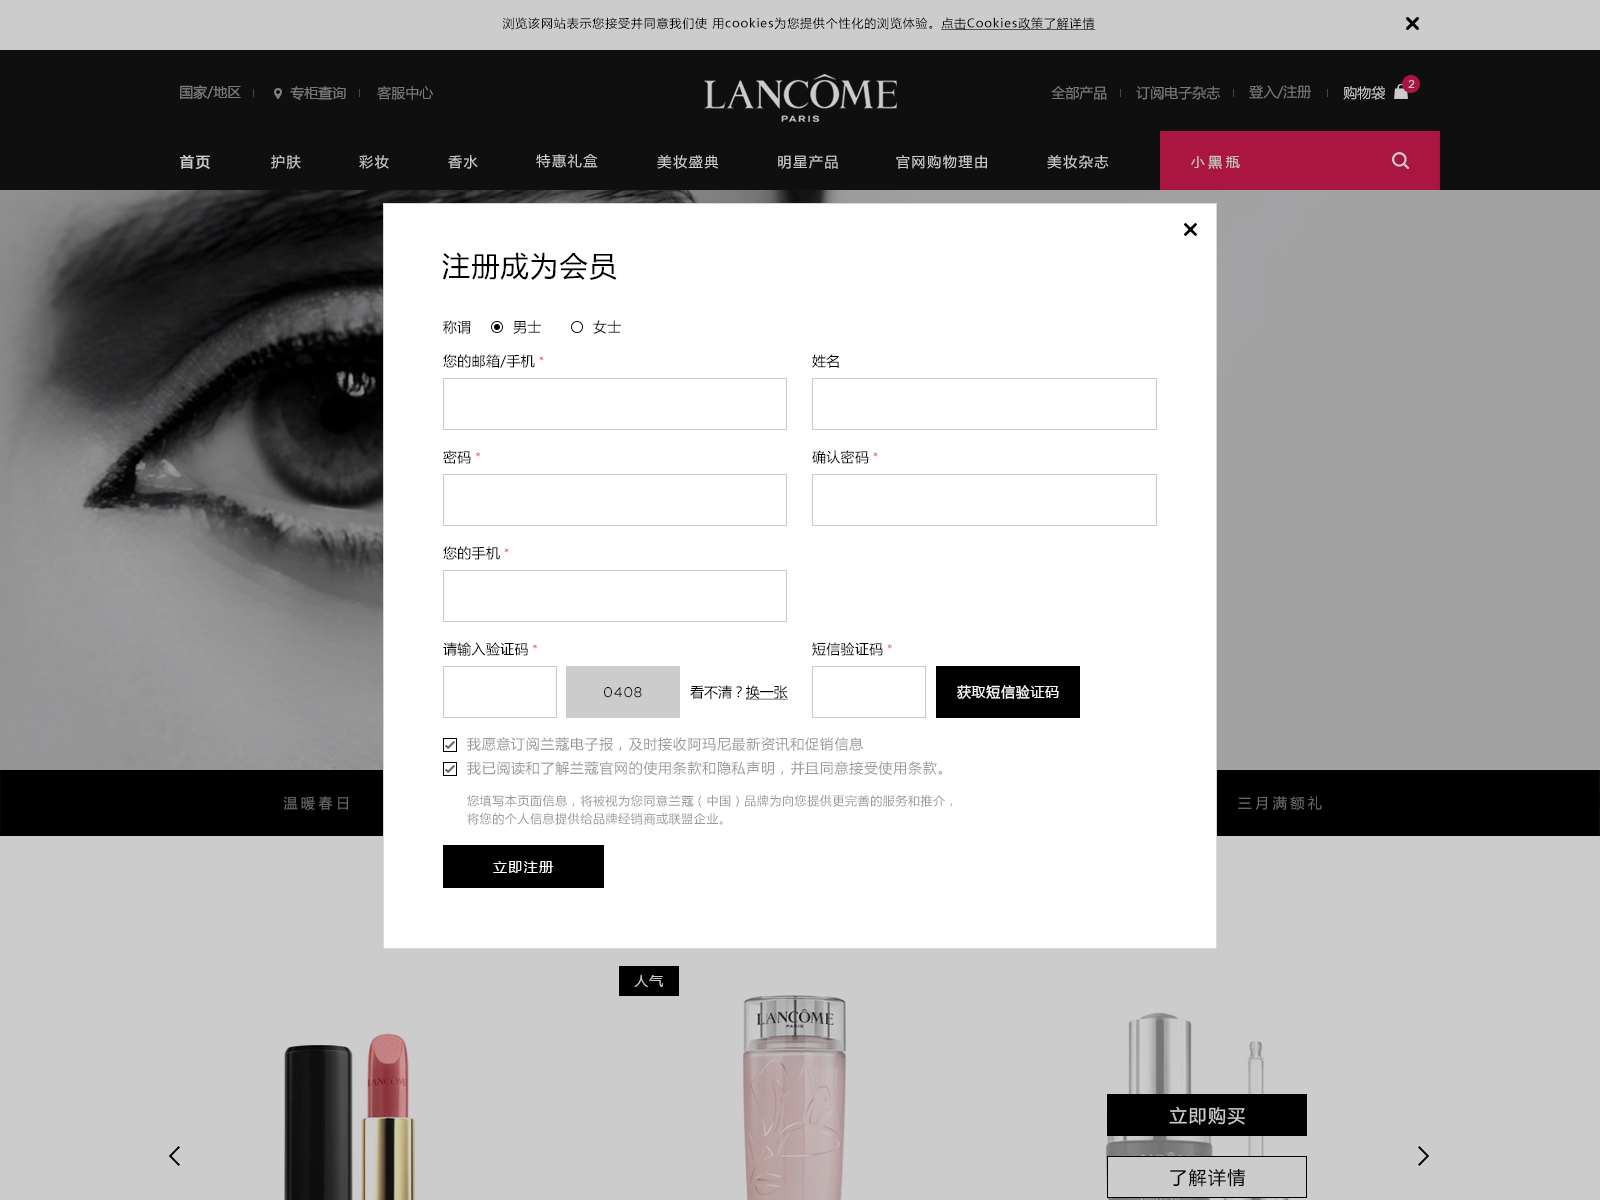 浏览该网站表示您接受并同意我们使 用cookies为您提供个性化的浏览体验。点击Cookies政策了解详情
国家/地区
专柜查询
客服中心
LANCÔME
PARIS
全部产品
订阅电子杂志
登入/注册
购物袋
2
首页
护肤
彩妆
香水
特惠礼盒
美妆盛典
明星产品
官网购物理由
美妆杂志
小黑瓶
注册成为会员
称谓 男士 女士
您的邮箱/手机 *
姓名
密码 *
确认密码 *
您的手机 *
请输入验证码 *
短信验证码 *
0408
看不清？换一张
获取短信验证码
我愿意订阅兰蔻电子报，及时接收阿玛尼最新资讯和促销信息
我已阅读和了解兰蔻官网的使用条款和隐私声明，并且同意接受使用条款。
您填写本页面信息，将被视为您同意兰蔻（中国）品牌为向您提供更完善的服务和推介，
将您的个人信息提供给品牌经销商或联盟企业。
立即注册
温暖春日
三月满额礼
人气
LANCÔME
PARIS
LANCÔME
立即购买
了解详情